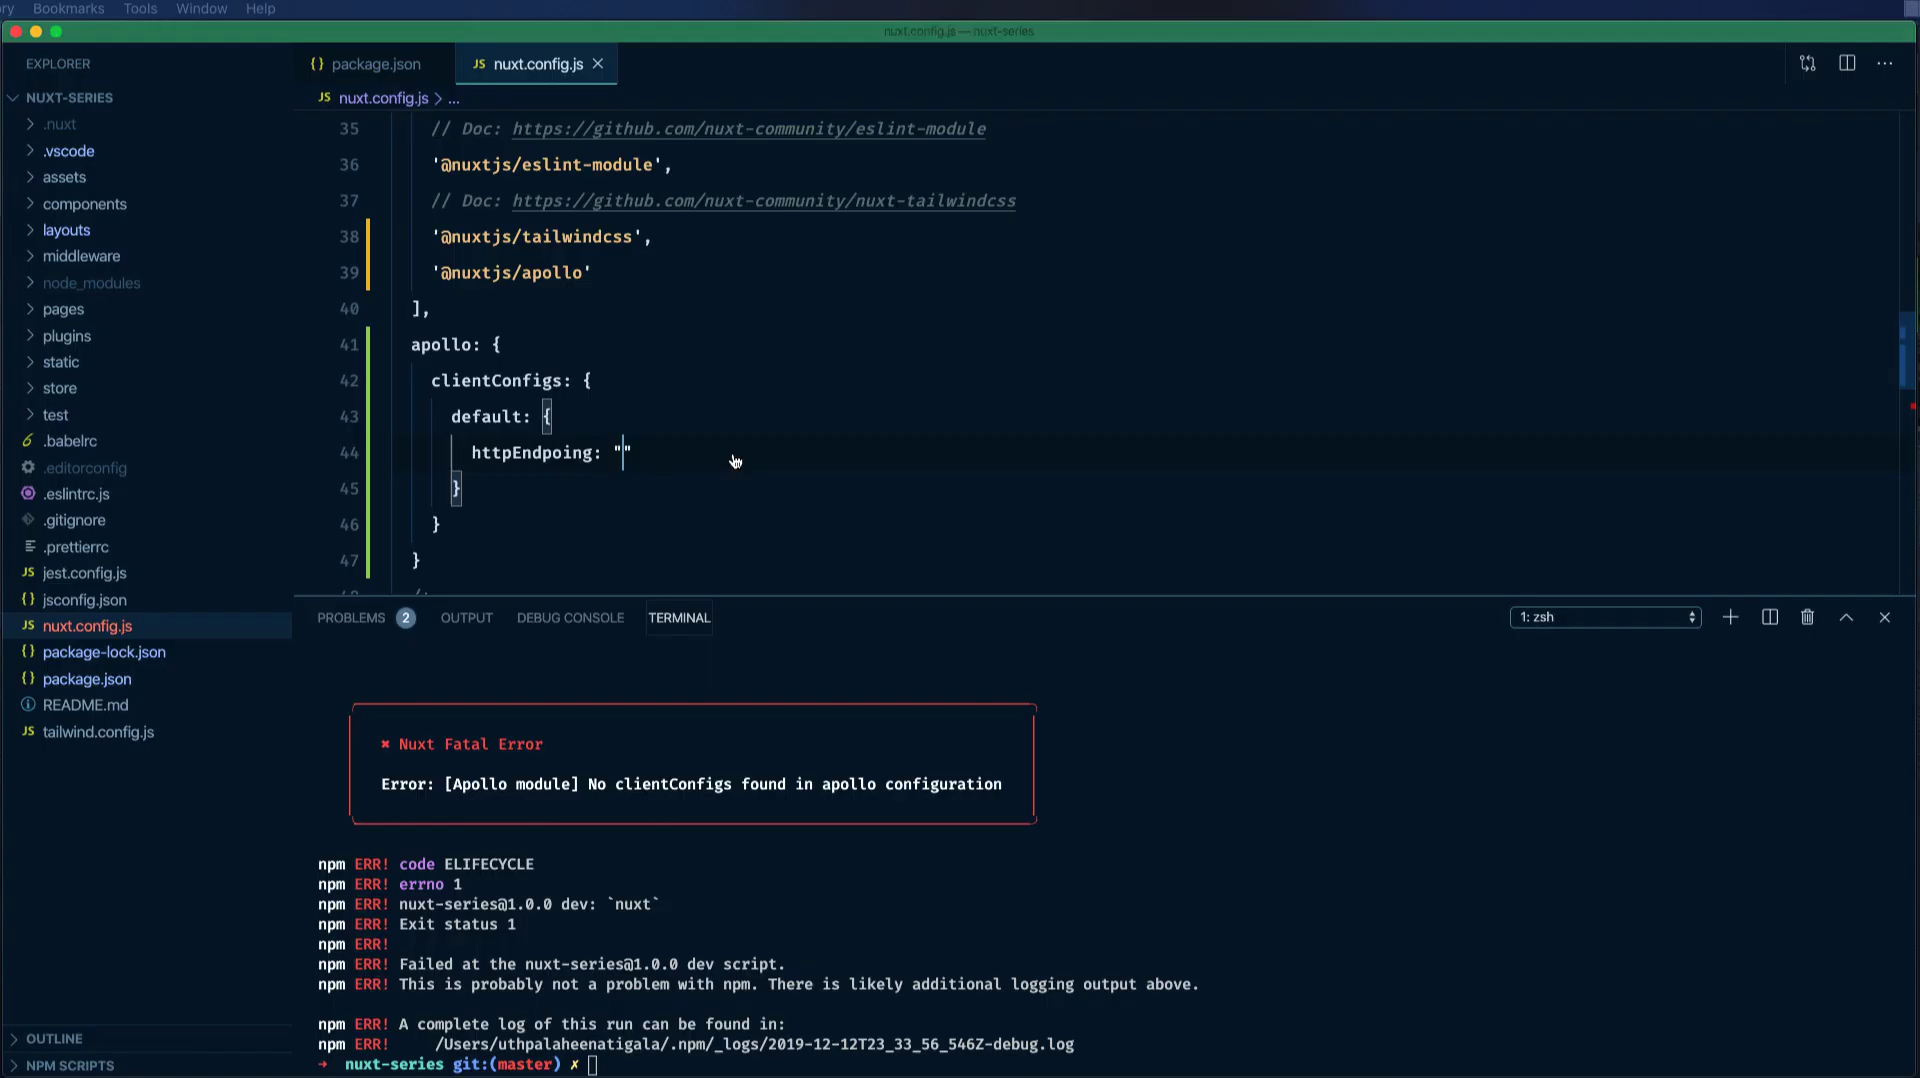 ry Bookmarks Tools Window Help
nuxt.config.js — nuxt-series
EXPLORER
NUXT-SERIES
.nuxt
.vscode
assets
components
layouts
middleware
node_modules
pages
plugins
static
store
test
.babelrc
.editorconfig
.eslintrc.js
.gitignore
.prettierrc
JS jest.config.js
{} jsconfig.json
JS nuxt.config.js
{} package-lock.json
{} package.json
README.md
JS tailwind.config.js
OUTLINE
NPM SCRIPTS
{} package.json
JS nuxt.config.js ×
JS nuxt.config.js > ...
35 // Doc: https://github.com/nuxt-community/eslint-module
36 '@nuxtjs/eslint-module',
37 // Doc: https://github.com/nuxt-community/nuxt-tailwindcss
38 '@nuxtjs/tailwindcss',
39 '@nuxtjs/apollo'
40 ],
41 apollo: {
42 clientConfigs: {
43 default: {
44 httpEndpoing: ""
45 }
46 }
47 }
PROBLEMS 2 OUTPUT DEBUG CONSOLE TERMINAL 1: zsh
✖ Nuxt Fatal Error
Error: [Apollo module] No clientConfigs found in apollo configuration
npm ERR! code ELIFECYCLE
npm ERR! errno 1
npm ERR! nuxt-series@1.0.0 dev: `nuxt`
npm ERR! Exit status 1
npm ERR!
npm ERR! Failed at the nuxt-series@1.0.0 dev script.
npm ERR! This is probably not a problem with npm. There is likely additional logging output above.
npm ERR! A complete log of this run can be found in:
npm ERR! /Users/uthpalaheenatigala/.npm/_logs/2019-12-12T23_33_56_546Z-debug.log
→ nuxt-series git:(master) ✗